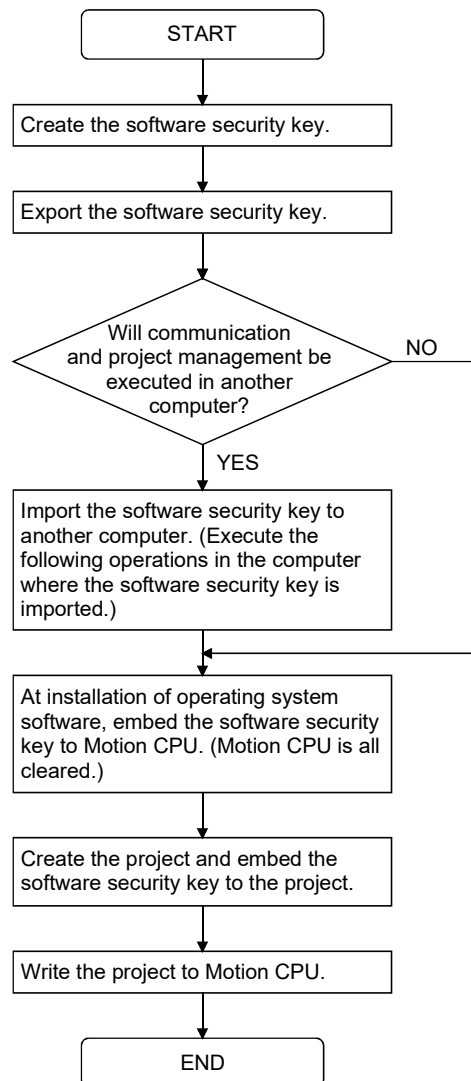 START
Create the software security key.
Export the software security key.
Will communication
and project management be
executed in another
computer?
NO
YES
Import the software security key to
another computer. (Execute the
following operations in the computer
where the software security key is
imported.)
At installation of operating system
software, embed the software security
key to Motion CPU. (Motion CPU is all
cleared.)
Create the project and embed the
software security key to the project.
Write the project to Motion CPU.
END